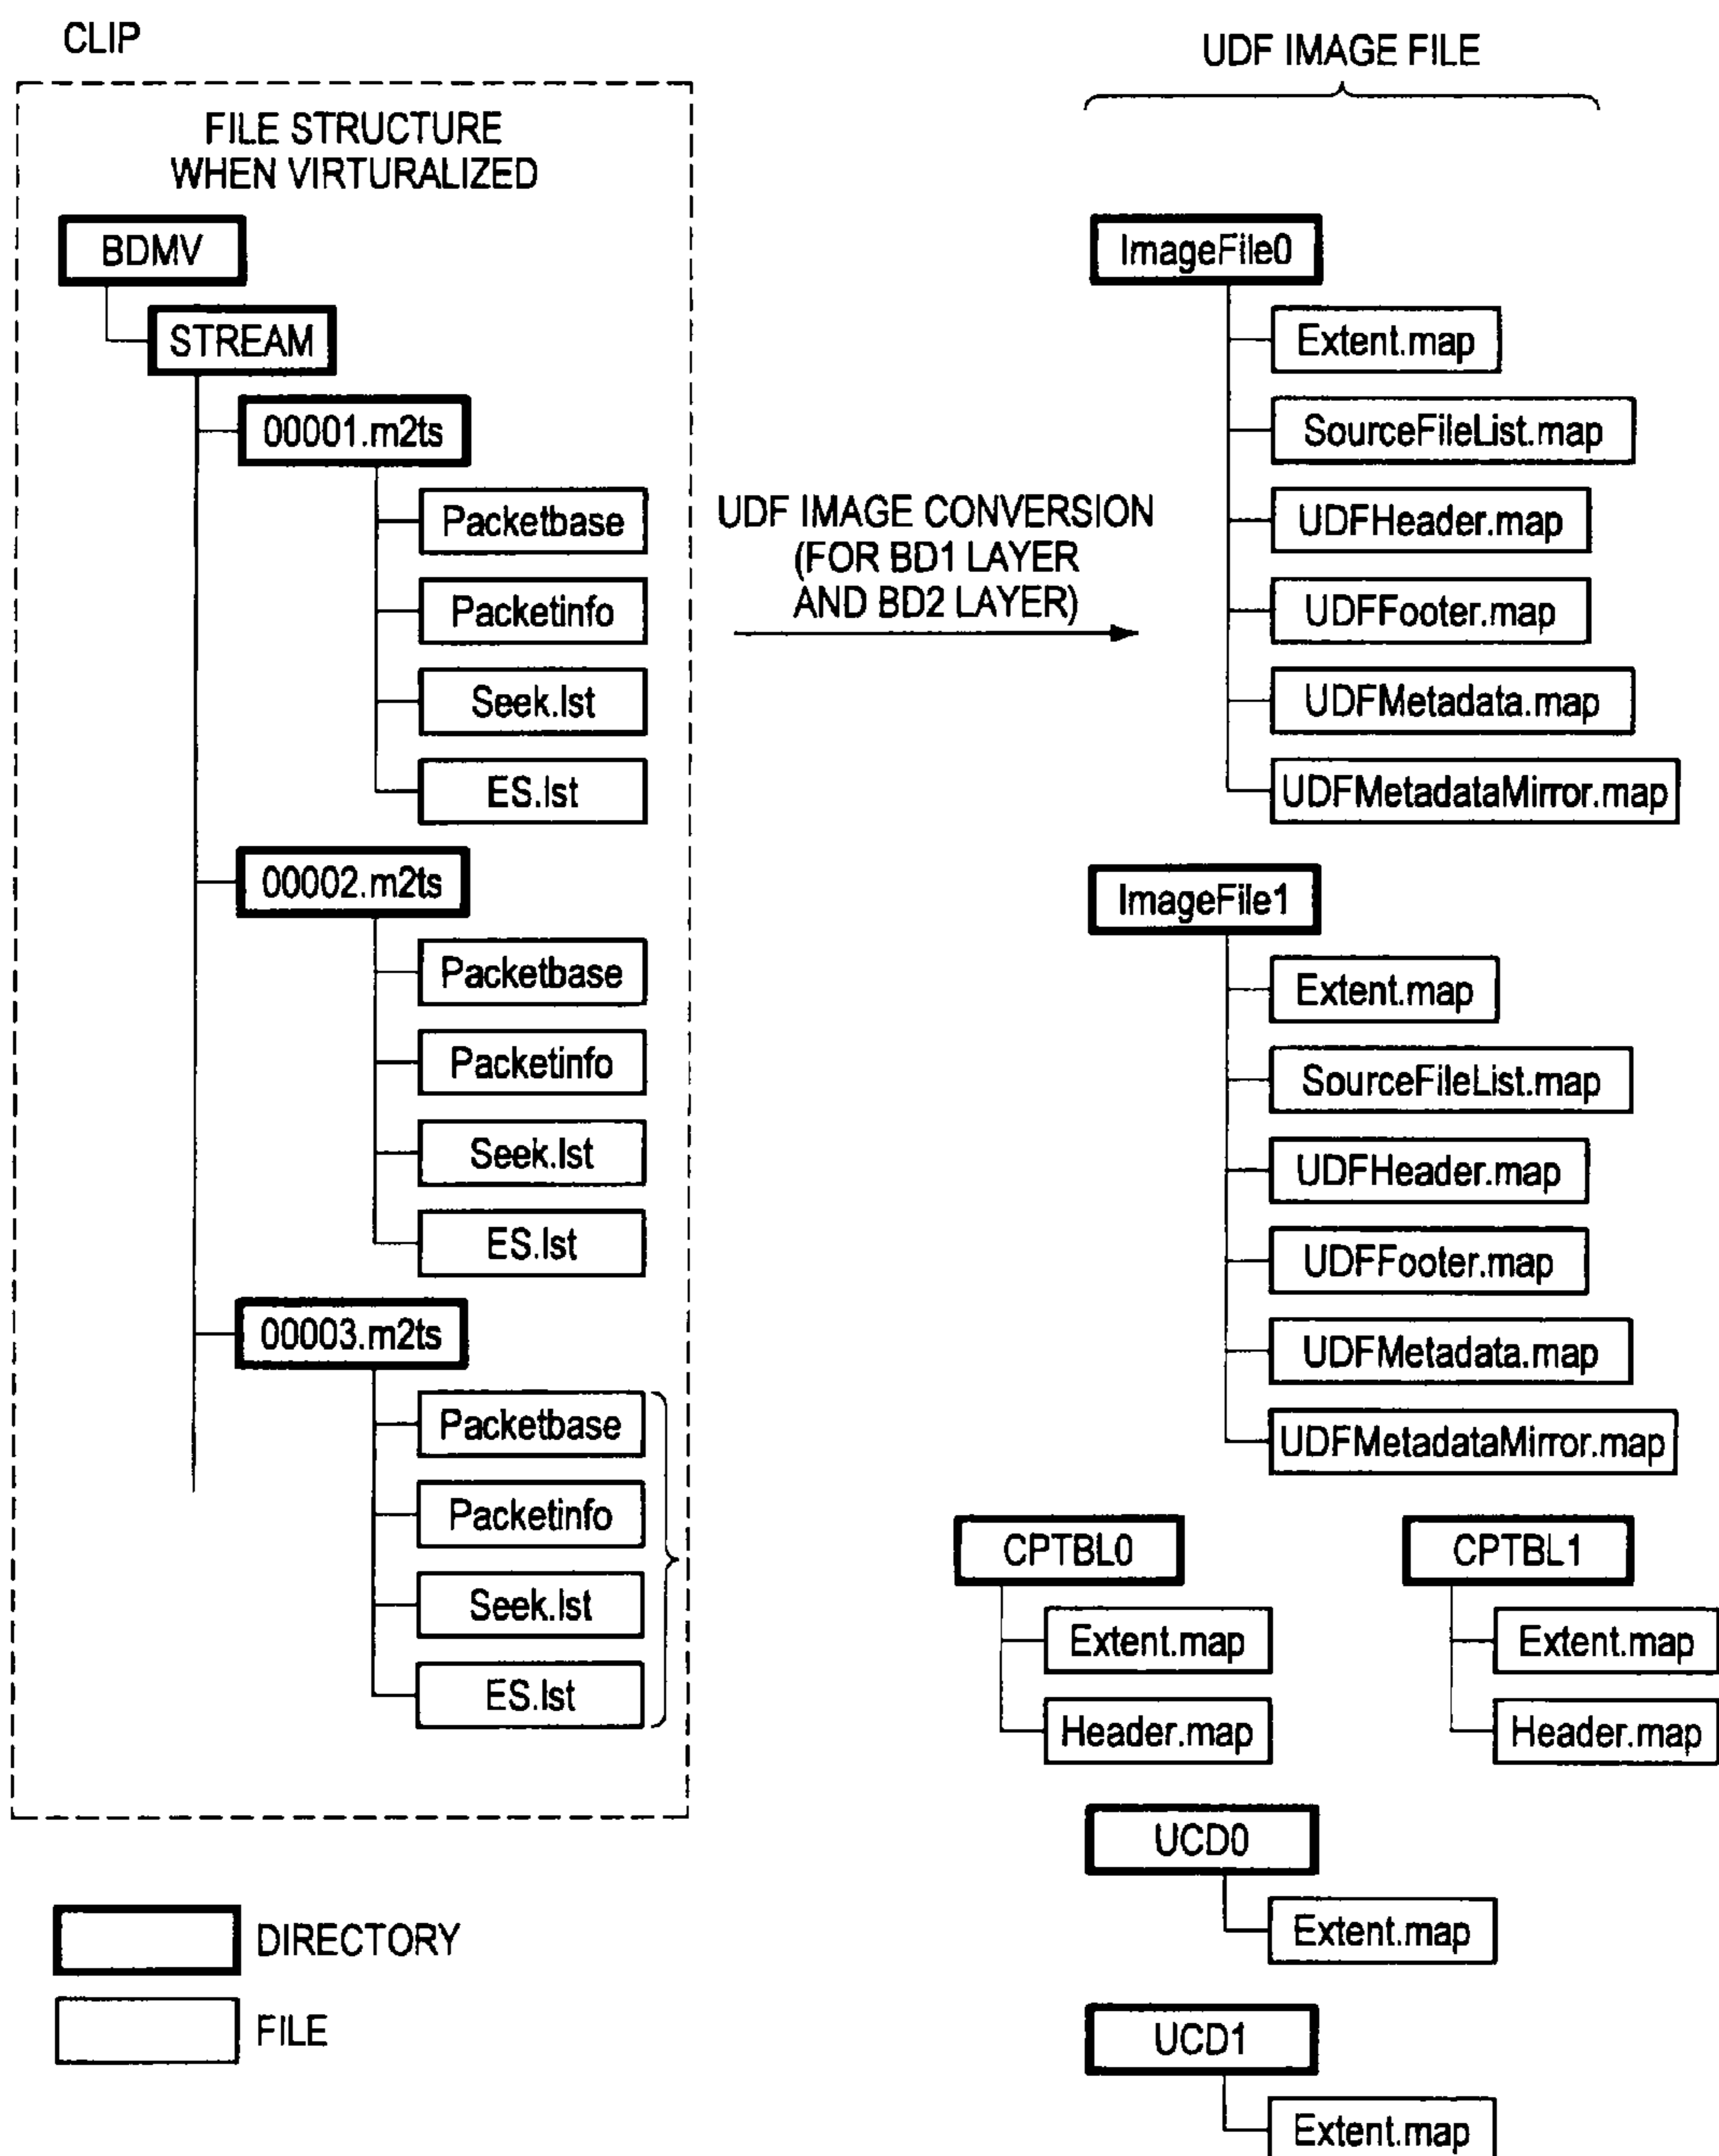 CLIP
FILE STRUCTURE
WHEN VIRTURALIZED
BDMV
STREAM
00001.m2ts
Packetbase
Packetinfo
Seek.lst
ES.lst
00002.m2ts
Packetbase
Packetinfo
Seek.lst
ES.lst
00003.m2ts
Packetbase
Packetinfo
Seek.lst
ES.lst
DIRECTORY
FILE
UDF IMAGE CONVERSION
(FOR BD1 LAYER
AND BD2 LAYER)
UDF IMAGE FILE
ImageFile0
Extent.map
SourceFileList.map
UDFHeader.map
UDFFooter.map
UDFMetadata.map
UDFMetadataMirror.map
ImageFile1
Extent.map
SourceFileList.map
UDFHeader.map
UDFFooter.map
UDFMetadata.map
UDFMetadataMirror.map
CPTBL0
Extent.map
Header.map
CPTBL1
Extent.map
Header.map
UCD0
Extent.map
UCD1
Extent.map